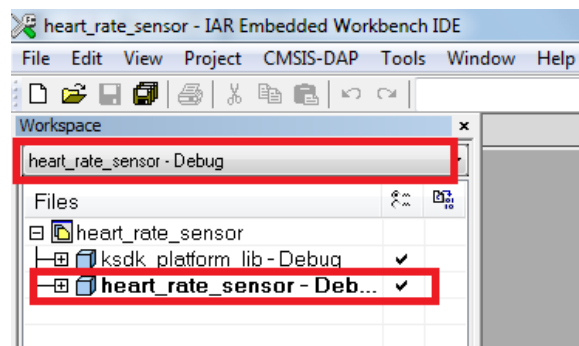 heart_rate_sensor - IAR Embedded Workbench IDE
File Edit View Project CMSIS-DAP Tools Window Help
Workspace x
heart_rate_sensor - Debug
Files
heart_rate_sensor
ksdk_platform_lib - Debug
heart_rate_sensor - Deb...